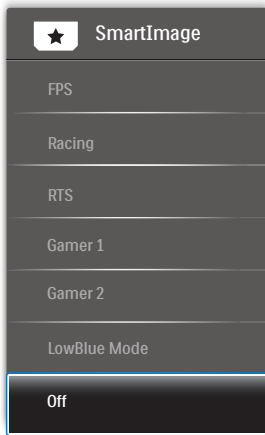 SmartImage
FPS
Racing
RTS
Gamer 1
Gamer 2
LowBlue Mode
Off